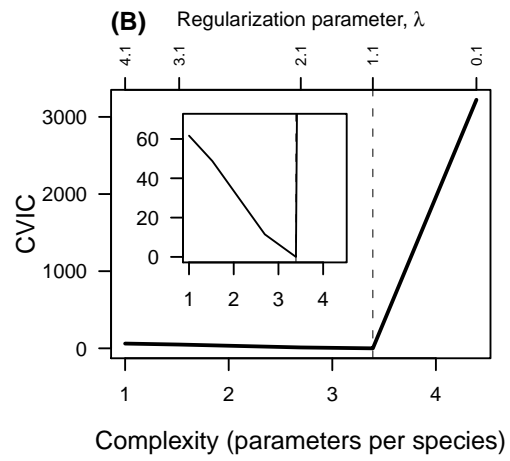 (B) Regularization parameter, λ
4.1 3.1 2.1 1.1 0.1
CVIC
3000
2000
1000
0
60
40
20
0
1 2 3 4
1 2 3 4
Complexity (parameters per species)